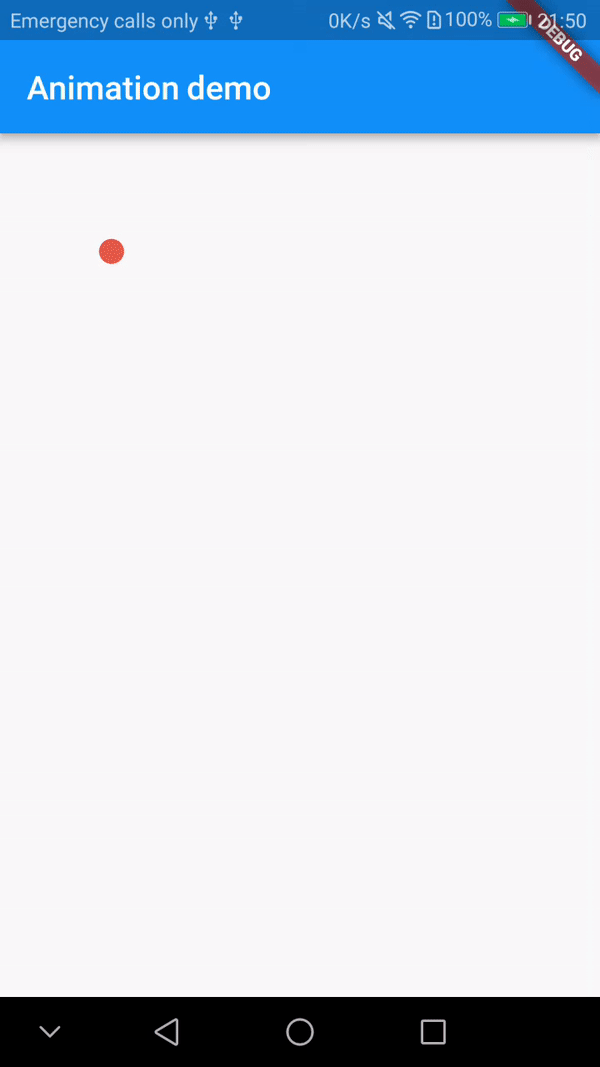 Emergency calls only 0K/s 100% 21:50
DEBUG
Animation demo